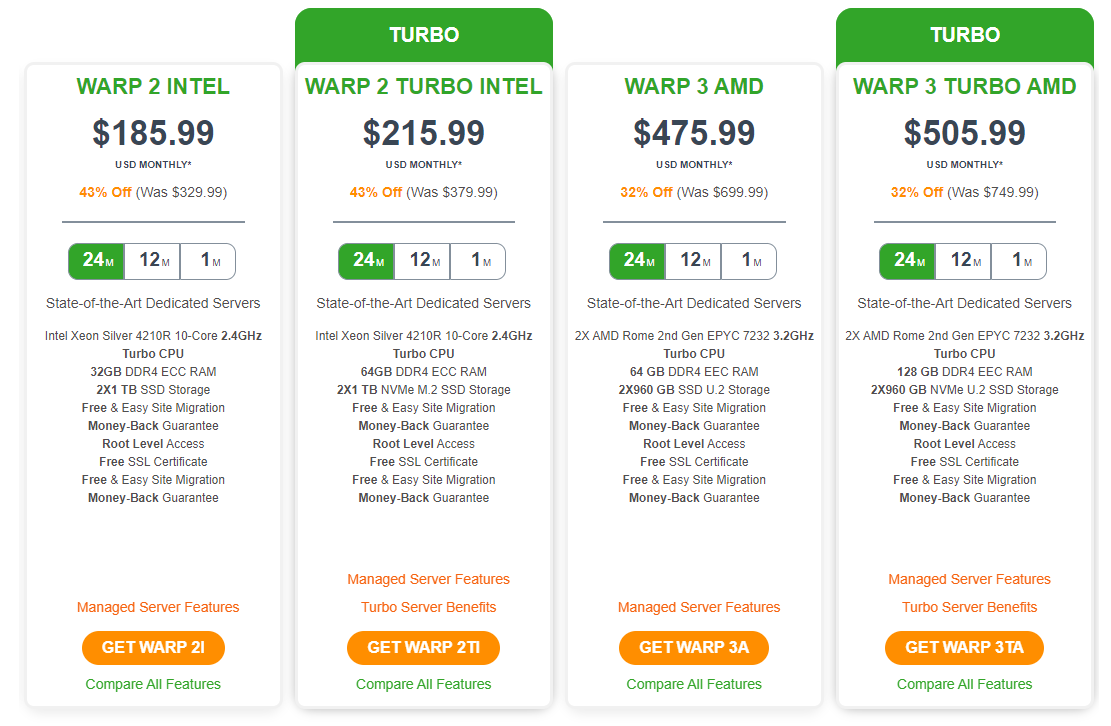 WARP 2 INTEL
$185.99
USD MONTHLY*
43% Off (Was $329.99)
24M 12M 1M
State-of-the-Art Dedicated Servers
Intel Xeon Silver 4210R 10-Core 2.4GHz
Turbo CPU
32GB DDR4 ECC RAM
2X1 TB SSD Storage
Free & Easy Site Migration
Money-Back Guarantee
Root Level Access
Free SSL Certificate
Free & Easy Site Migration
Money-Back Guarantee
Managed Server Features
GET WARP 2I
Compare All Features
TURBO
WARP 2 TURBO INTEL
$215.99
USD MONTHLY*
43% Off (Was $379.99)
24M 12M 1M
State-of-the-Art Dedicated Servers
Intel Xeon Silver 4210R 10-Core 2.4GHz
Turbo CPU
64GB DDR4 ECC RAM
2X1 TB NVMe M.2 SSD Storage
Free & Easy Site Migration
Money-Back Guarantee
Root Level Access
Free SSL Certificate
Free & Easy Site Migration
Money-Back Guarantee
Managed Server Features
Turbo Server Benefits
GET WARP 2TI
Compare All Features
WARP 3 AMD
$475.99
USD MONTHLY*
32% Off (Was $699.99)
24M 12M 1M
State-of-the-Art Dedicated Servers
2X AMD Rome 2nd Gen EPYC 7232 3.2GHz
Turbo CPU
64 GB DDR4 EEC RAM
2X960 GB SSD U.2 Storage
Free & Easy Site Migration
Money-Back Guarantee
Root Level Access
Free SSL Certificate
Free & Easy Site Migration
Money-Back Guarantee
Managed Server Features
GET WARP 3A
Compare All Features
TURBO
WARP 3 TURBO AMD
$505.99
USD MONTHLY*
32% Off (Was $749.99)
24M 12M 1M
State-of-the-Art Dedicated Servers
2X AMD Rome 2nd Gen EPYC 7232 3.2GHz
Turbo CPU
128 GB DDR4 EEC RAM
2X960 GB NVMe U.2 SSD Storage
Free & Easy Site Migration
Money-Back Guarantee
Root Level Access
Free SSL Certificate
Free & Easy Site Migration
Money-Back Guarantee
Managed Server Features
Turbo Server Benefits
GET WARP 3TA
Compare All Features